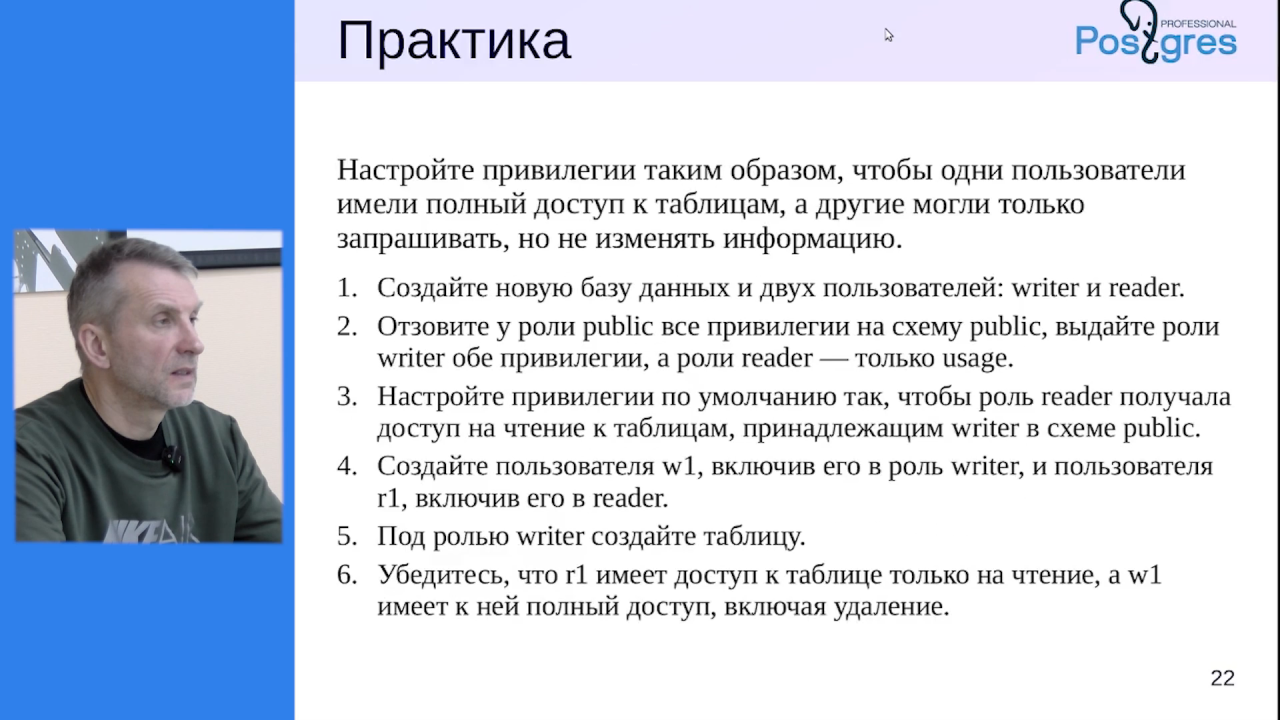 Практика
PROFESSIONAL
Postgres
Настройте привилегии таким образом, чтобы одни пользователи
имели полный доступ к таблицам, а другие могли только
запрашивать, но не изменять информацию.
1. Создайте новую базу данных и двух пользователей: writer и reader.
2. Отзовите у роли public все привилегии на схему public, выдайте роли
writer обе привилегии, а роли reader — только usage.
3. Настройте привилегии по умолчанию так, чтобы роль reader получала
доступ на чтение к таблицам, принадлежащим writer в схеме public.
4. Создайте пользователя w1, включив его в роль writer, и пользователя
r1, включив его в reader.
5. Под ролью writer создайте таблицу.
6. Убедитесь, что r1 имеет доступ к таблице только на чтение, а w1
имеет к ней полный доступ, включая удаление.
22